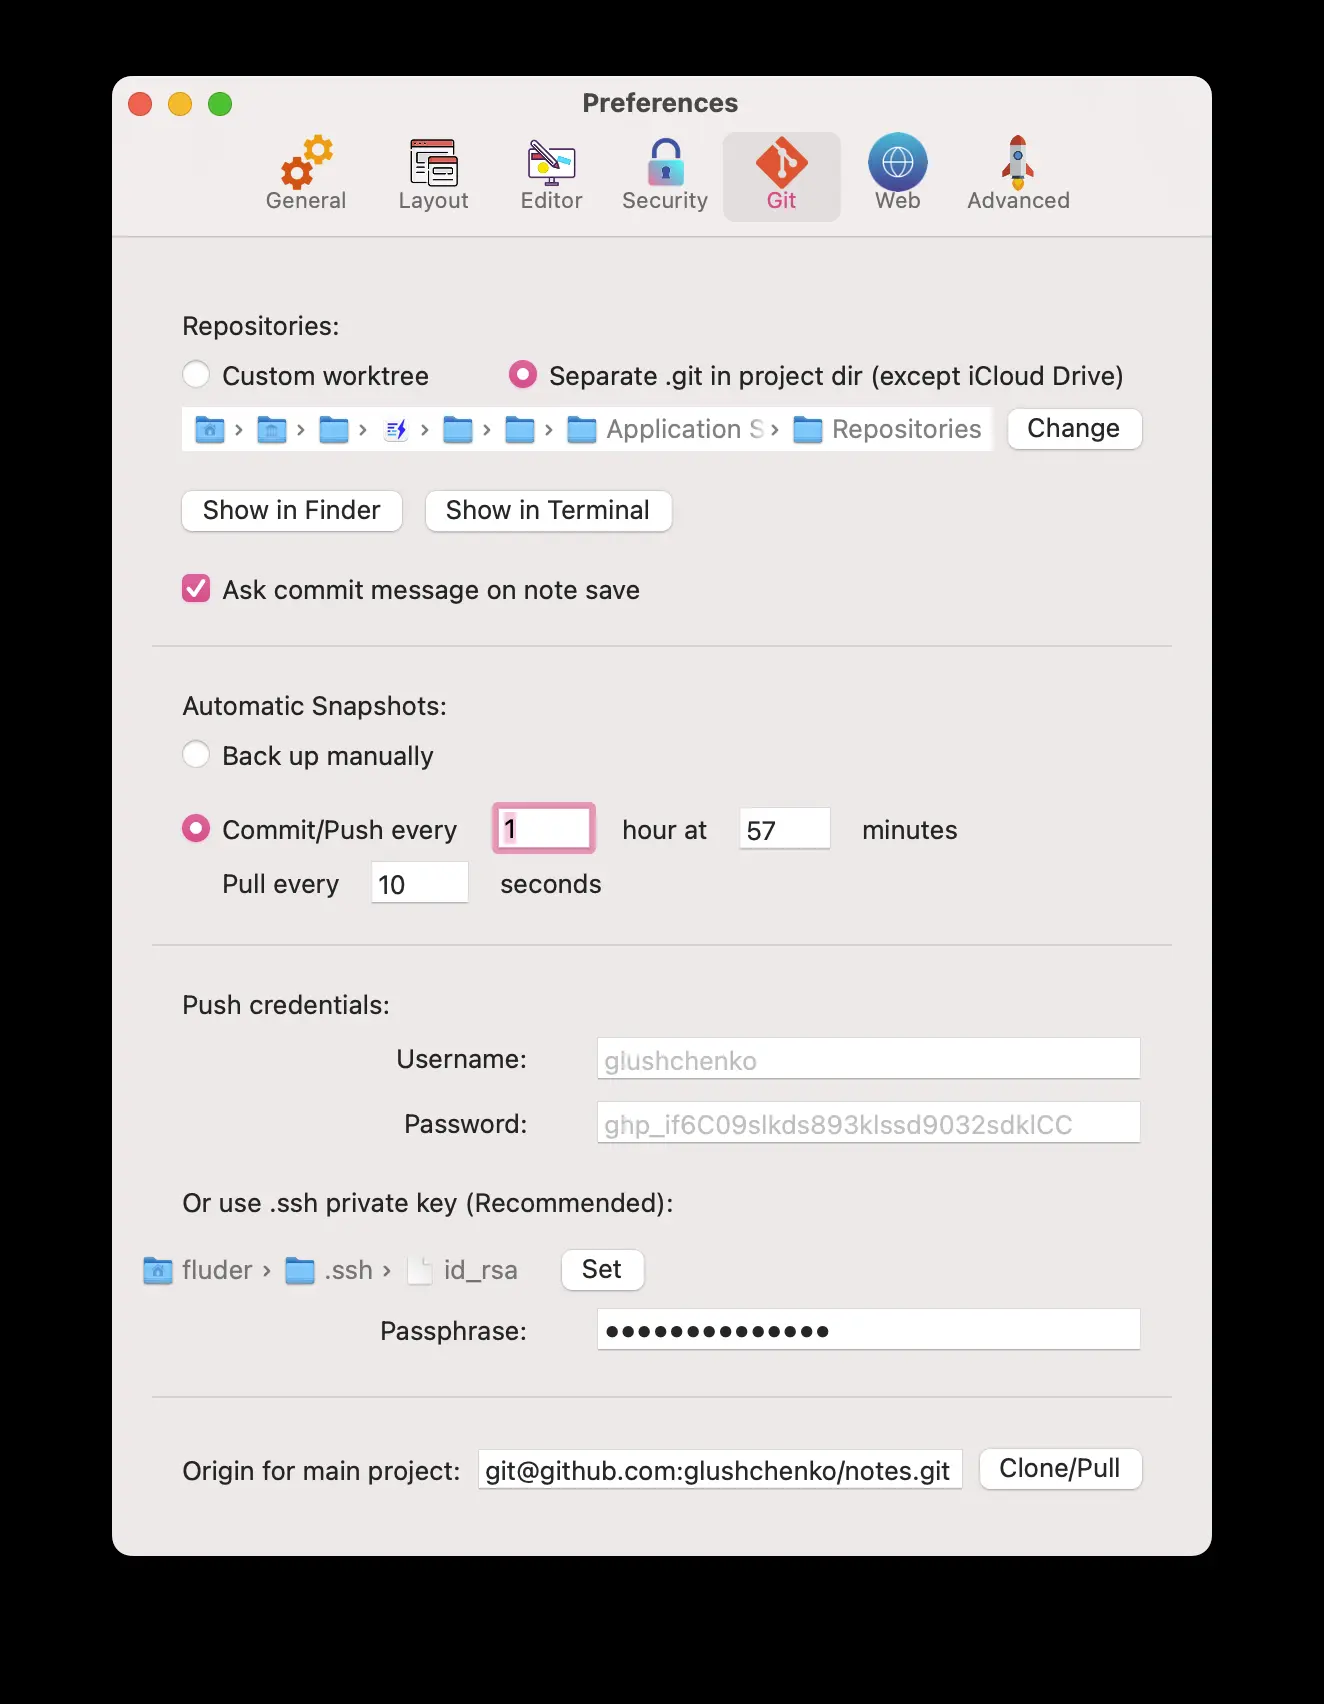 Preferences
General Layout Editor Security Git Web Advanced
Repositories:
Custom worktree Separate .git in project dir (except iCloud Drive)
Application S Repositories Change
Show in Finder Show in Terminal
Ask commit message on note save
Automatic Snapshots:
Back up manually
Commit/Push every 1 hour at 57 minutes
Pull every 10 seconds
Push credentials:
Username: glushchenko
Password: ghp_if6C09slkds893klssd9032sdklCC
Or use .ssh private key (Recommended):
fluder .ssh id_rsa Set
Passphrase: ••••••••••••••
Origin for main project: git@github.com:glushchenko/notes.git Clone/Pull